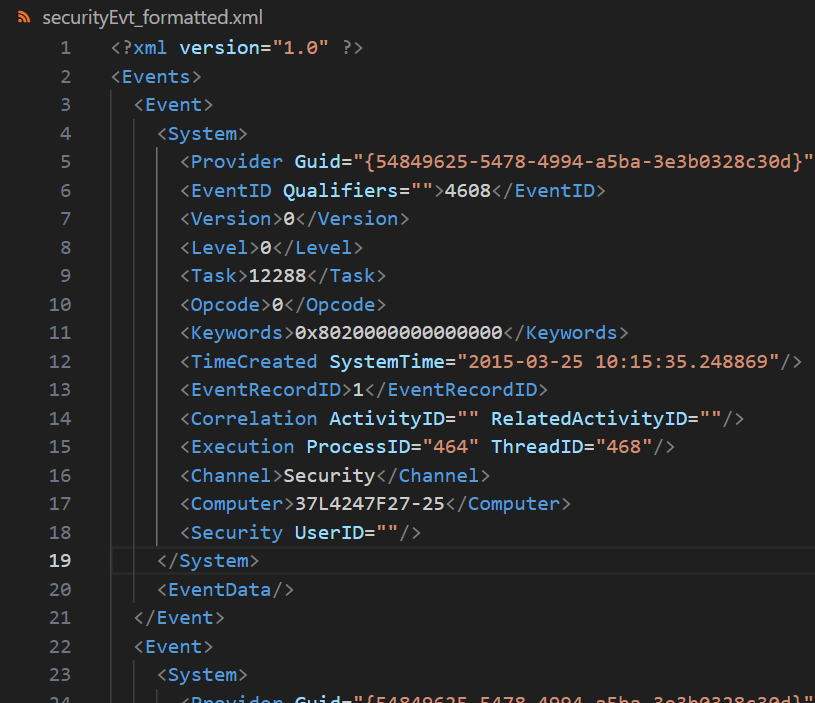 securityEvt_formatted.xml
1 <?xml version="1.0" ?>
2 <Events>
3 <Event>
4 <System>
5 <Provider Guid="{54849625-5478-4994-a5ba-3e3b0328c30d}"
6 <EventID Qualifiers="">4608</EventID>
7 <Version>0</Version>
8 <Level>0</Level>
9 <Task>12288</Task>
10 <Opcode>0</Opcode>
11 <Keywords>0x8020000000000000</Keywords>
12 <TimeCreated SystemTime="2015-03-25 10:15:35.248869"/>
13 <EventRecordID>1</EventRecordID>
14 <Correlation ActivityID="" RelatedActivityID=""/>
15 <Execution ProcessID="464" ThreadID="468"/>
16 <Channel>Security</Channel>
17 <Computer>37L4247F27-25</Computer>
18 <Security UserID=""/>
19 </System>
20 <EventData/>
21 </Event>
22 <Event>
23 <System>
24 <Provider Guid="{54849625-5478-4994-a5ba-3e3b0328c30d}"